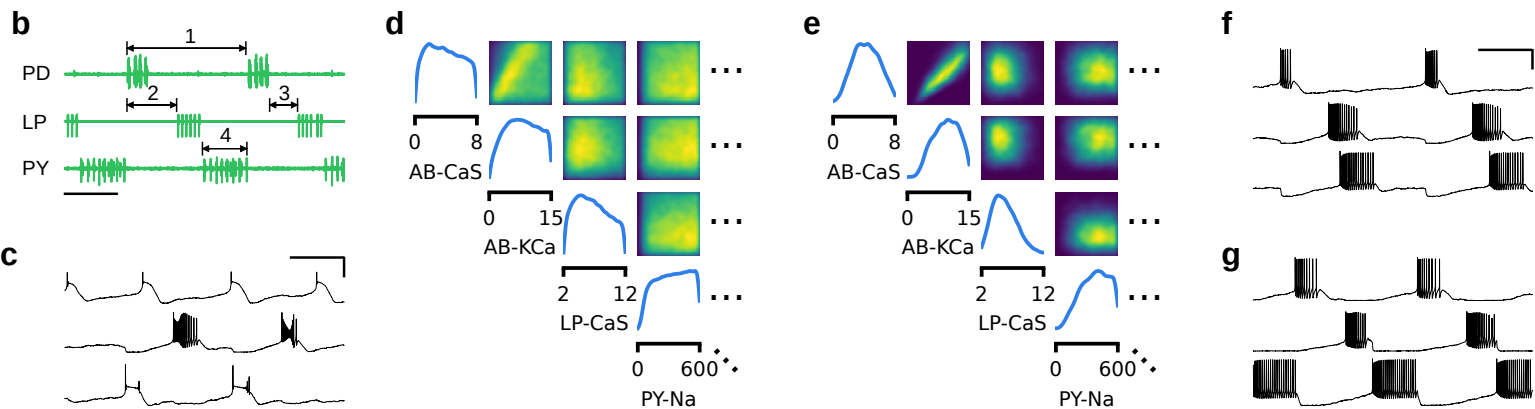 b
PD
LP
PY
1
2
3
4
c
d
0 8
AB-CaS
0 15
AB-KCa
2 12
LP-CaS
0 600
PY-Na
...
...
...
...
e
0 8
AB-CaS
0 15
AB-KCa
2 12
LP-CaS
0 600
PY-Na
...
...
...
...
f
g